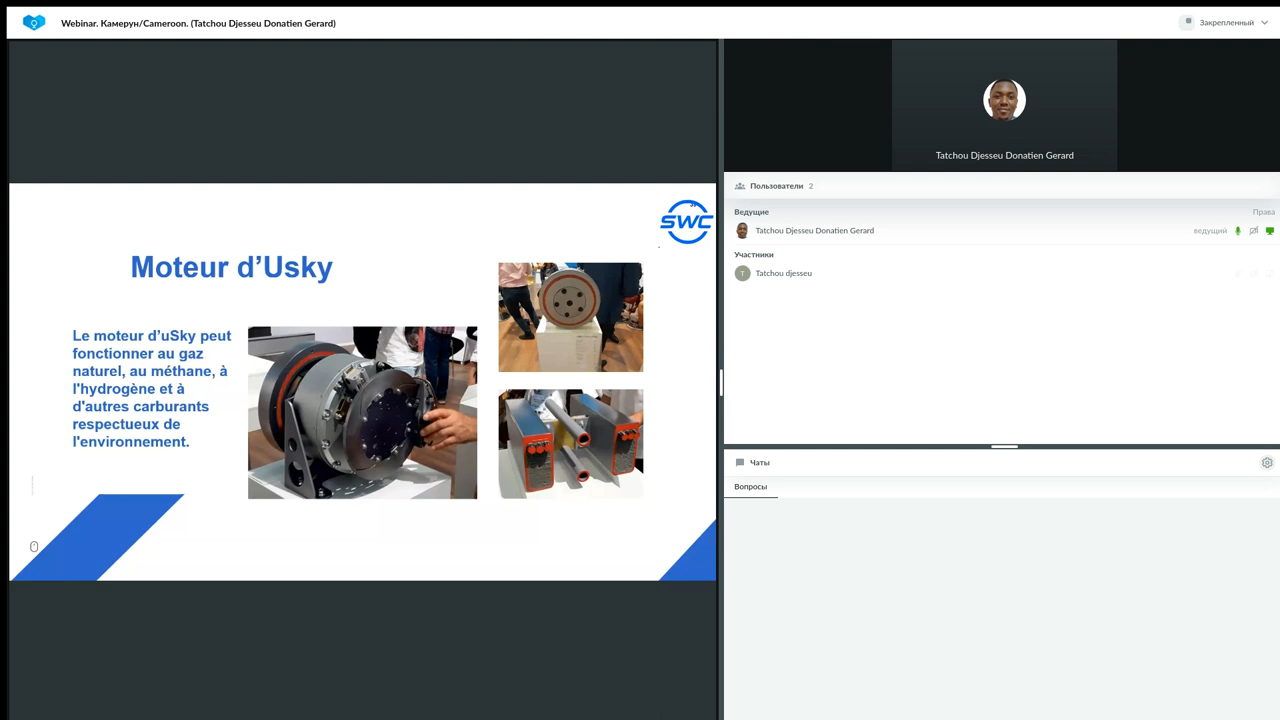 Webinar. Камерун/Cameroon. (Tatchou Djesseu Donatien Gerard)
Закрепленный
SWC
Moteur d’Usky
Le moteur d’uSky peut
fonctionner au gaz
naturel, au méthane, à
l'hydrogène et à
d'autres carburants
respectueux de
l'environnement.
Tatchou Djesseu Donatien Gerard
Пользователи 2
Ведущие
Права
Tatchou Djesseu Donatien Gerard
ведущий
Участники
T
Tatchou djesseu
Чаты
Вопросы